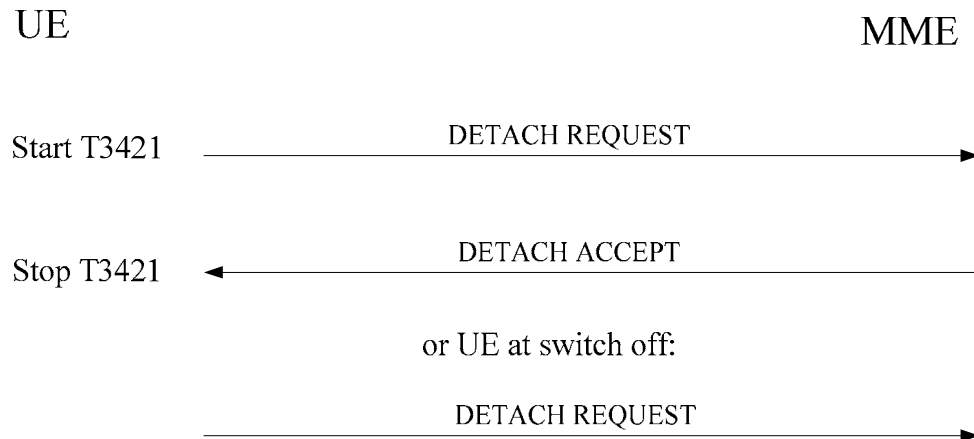 UE
MME
Start T3421
DETACH REQUEST
Stop T3421
DETACH ACCEPT
or UE at switch off:
DETACH REQUEST